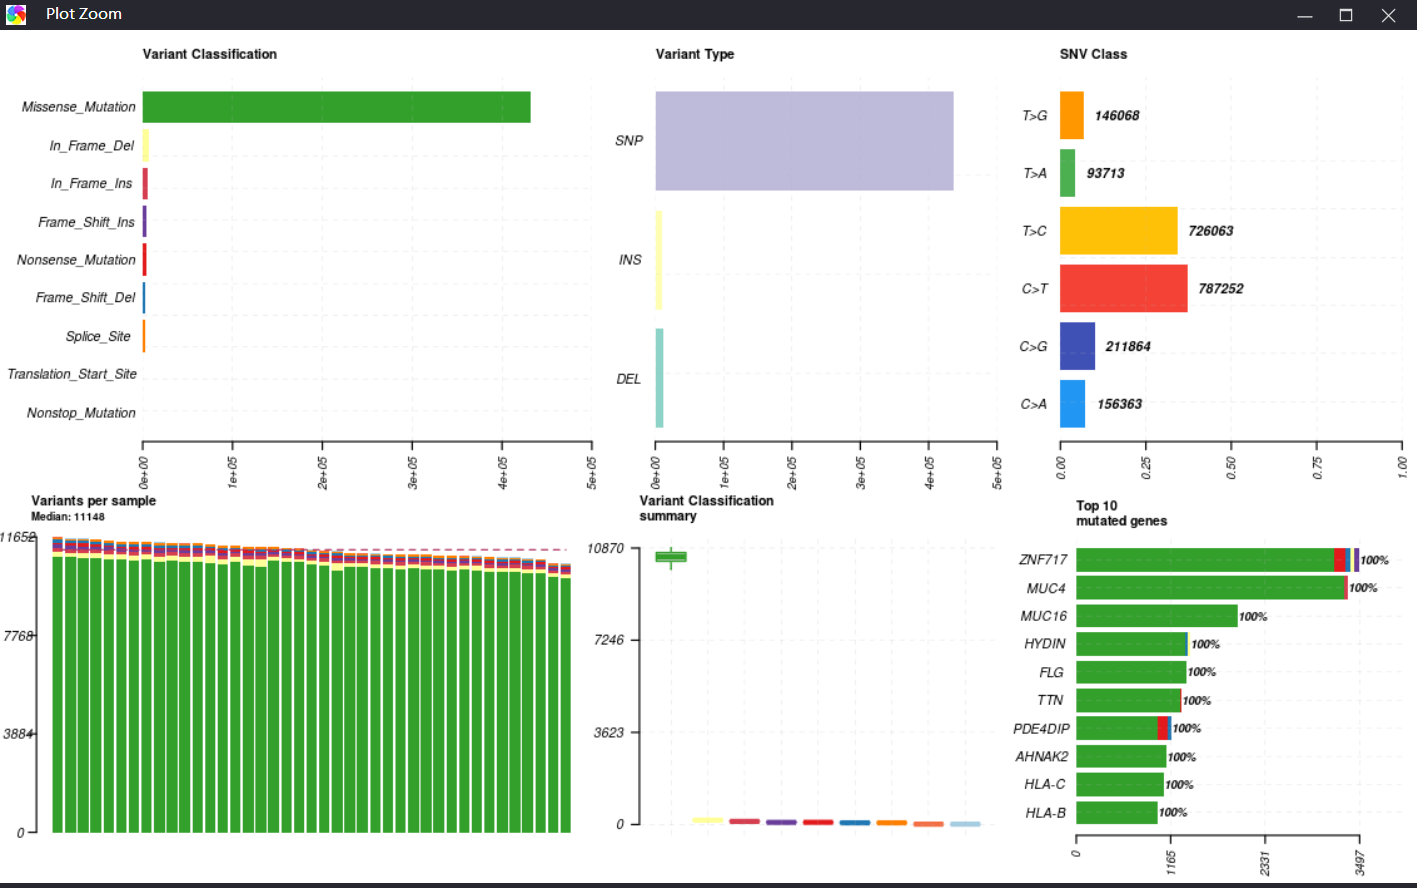 Plot Zoom
Variant Classification
Missense_Mutation
In_Frame_Del
In_Frame_Ins
Frame_Shift_Ins
Nonsense_Mutation
Frame_Shift_Del
Splice_Site
Translation_Start_Site
Nonstop_Mutation
0e+00 1e+05 2e+05 3e+05 4e+05 5e+05
Variant Type
SNP
INS
DEL
0e+00 1e+05 2e+05 3e+05 4e+05 5e+05
SNV Class
T>G 146068
T>A 93713
T>C 726063
C>T 787252
C>G 211864
C>A 156363
0.00 0.25 0.50 0.75 1.00
Variants per sample
Median: 11148
11652
7768
3884
0
Variant Classification
summary
10870
7246
3623
0
Top 10
mutated genes
ZNF717 100%
MUC4 100%
MUC16 100%
HYDIN 100%
FLG 100%
TTN 100%
PDE4DIP 100%
AHNAK2 100%
HLA-C 100%
HLA-B 100%
0 1165 2331 3497